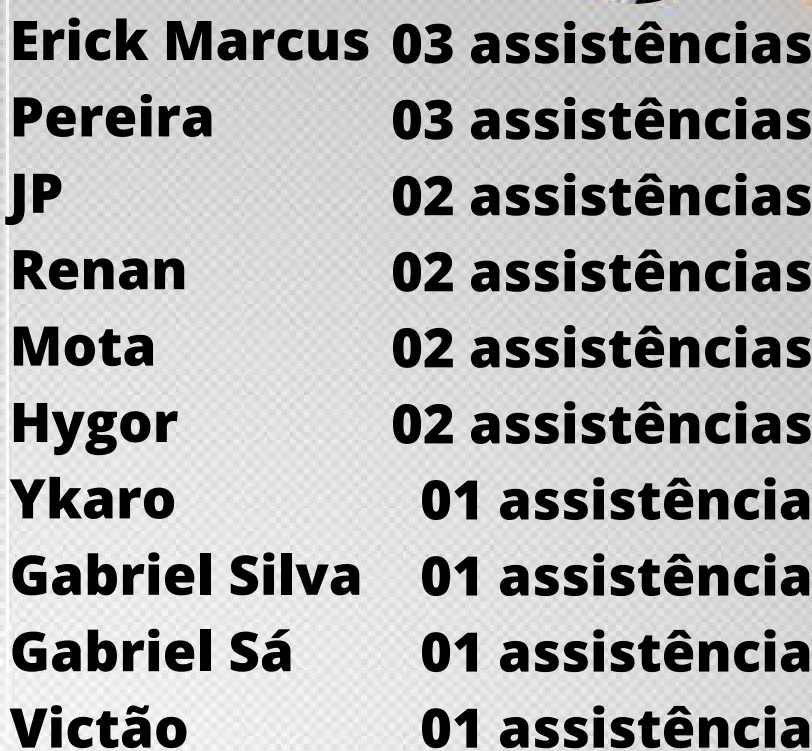 Erick Marcus 03 assistências
Pereira 03 assistências
JP 02 assistências
Renan 02 assistências
Mota 02 assistências
Hygor 02 assistências
Ykaro 01 assistência
Gabriel Silva 01 assistência
Gabriel Sá 01 assistência
Victão 01 assistência